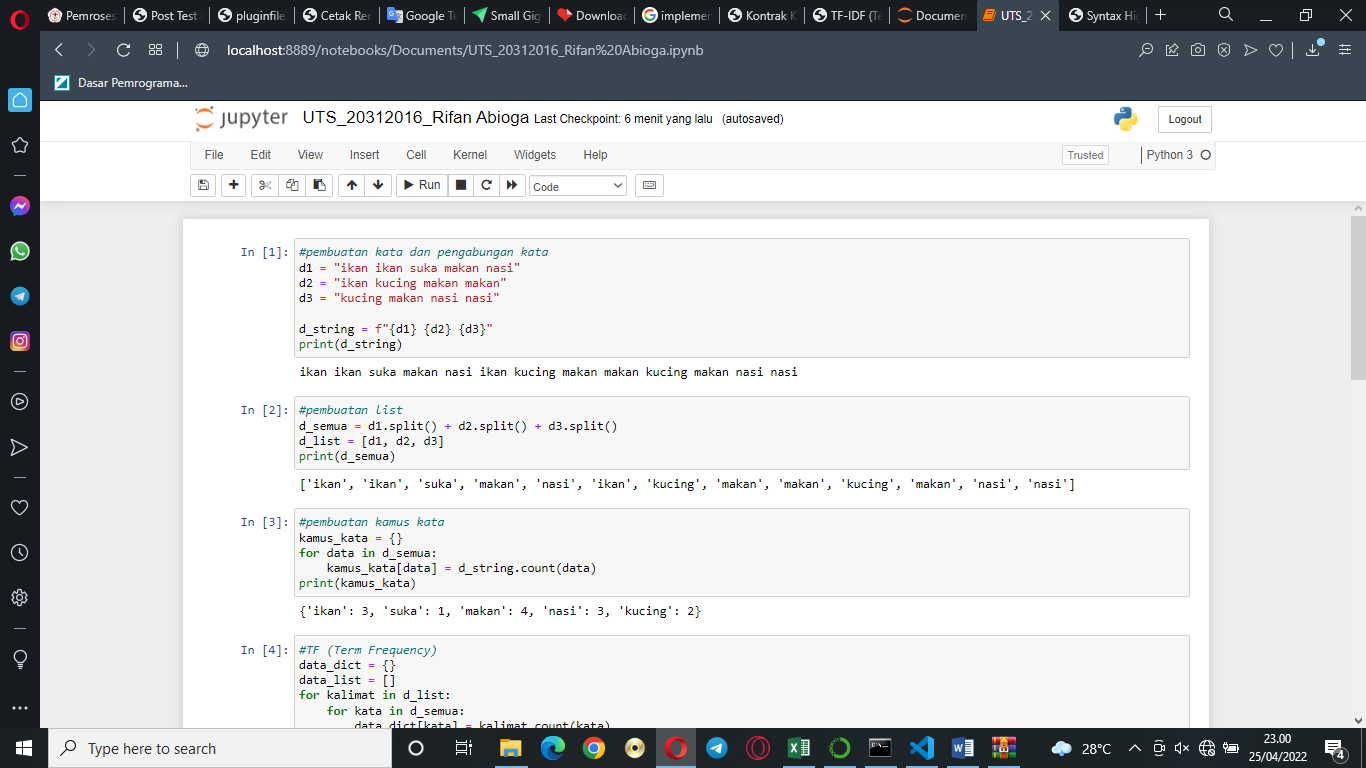 Pemroses
Post Test
pluginfile.
Cetak Ren
Google Te
Small Gig
Downloac
implemer
Kontrak K
TF-IDF (Te
Documen
UTS_2
Syntax Hi
localhost:8889/notebooks/Documents/UTS_20312016_Rifan%20Abioga.ipynb
Dasar Pemrograma...
jupyter UTS_20312016_Rifan Abioga Last Checkpoint: 6 menit yang lalu (autosaved)
Logout
File Edit View Insert Cell Kernel Widgets Help
Trusted
Python 3
Run
Code
In [1]:
#pembuatan kata dan pengabungan kata
d1 = "ikan ikan suka makan nasi"
d2 = "ikan kucing makan makan"
d3 = "kucing makan nasi nasi"
d_string = f"{d1} {d2} {d3}"
print(d_string)
ikan ikan suka makan nasi ikan kucing makan makan kucing makan nasi nasi
In [2]:
#pembuatan list
d_semua = d1.split() + d2.split() + d3.split()
d_list = [d1, d2, d3]
print(d_semua)
['ikan', 'ikan', 'suka', 'makan', 'nasi', 'ikan', 'kucing', 'makan', 'makan', 'kucing', 'makan', 'nasi', 'nasi']
In [3]:
#pembuatan kamus kata
kamus_kata = {}
for data in d_semua:
    kamus_kata[data] = d_string.count(data)
print(kamus_kata)
{'ikan': 3, 'suka': 1, 'makan': 4, 'nasi': 3, 'kucing': 2}
In [4]:
#TF (Term Frequency)
data_dict = {}
data_list = []
for kalimat in d_list:
    for kata in d_semua:
        data_dict[kata] = kalimat.count(kata)
Type here to search
28°C
23.00
25/04/2022
4